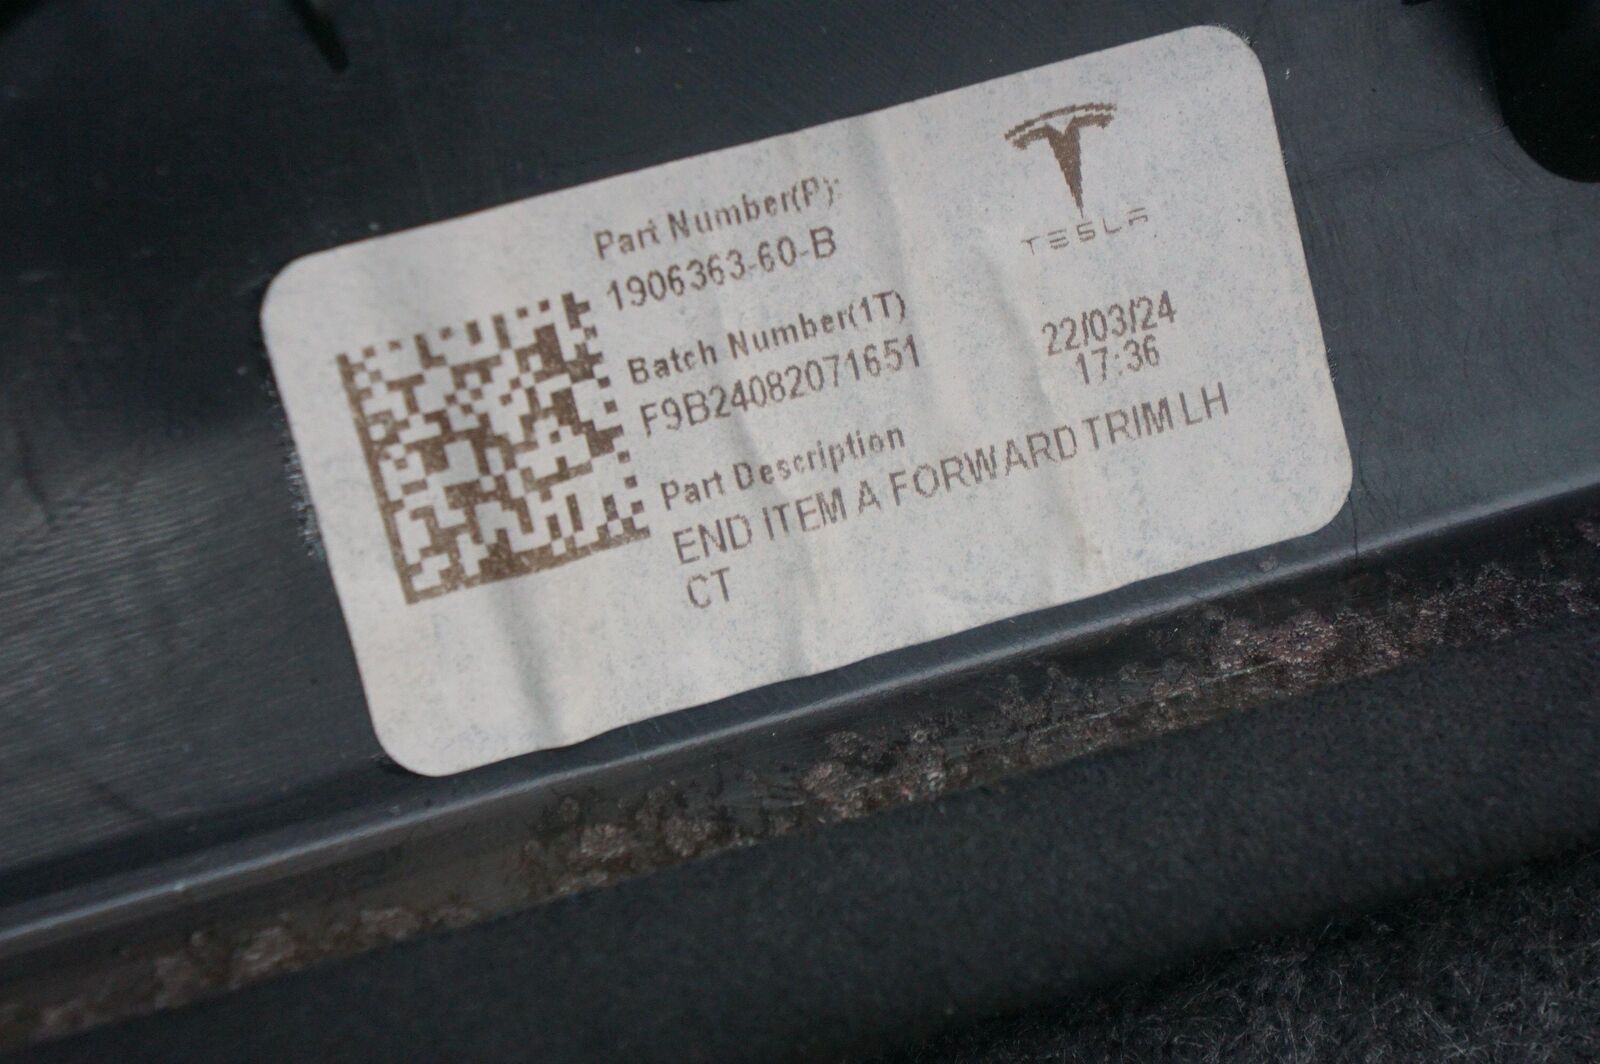 Part Number(P):
1906363-60-B
TESLA
Batch Number(1T)
F9B24082071651
22/03/24
17:36
Part Description
END ITEM A FORWARD TRIM LH
CT